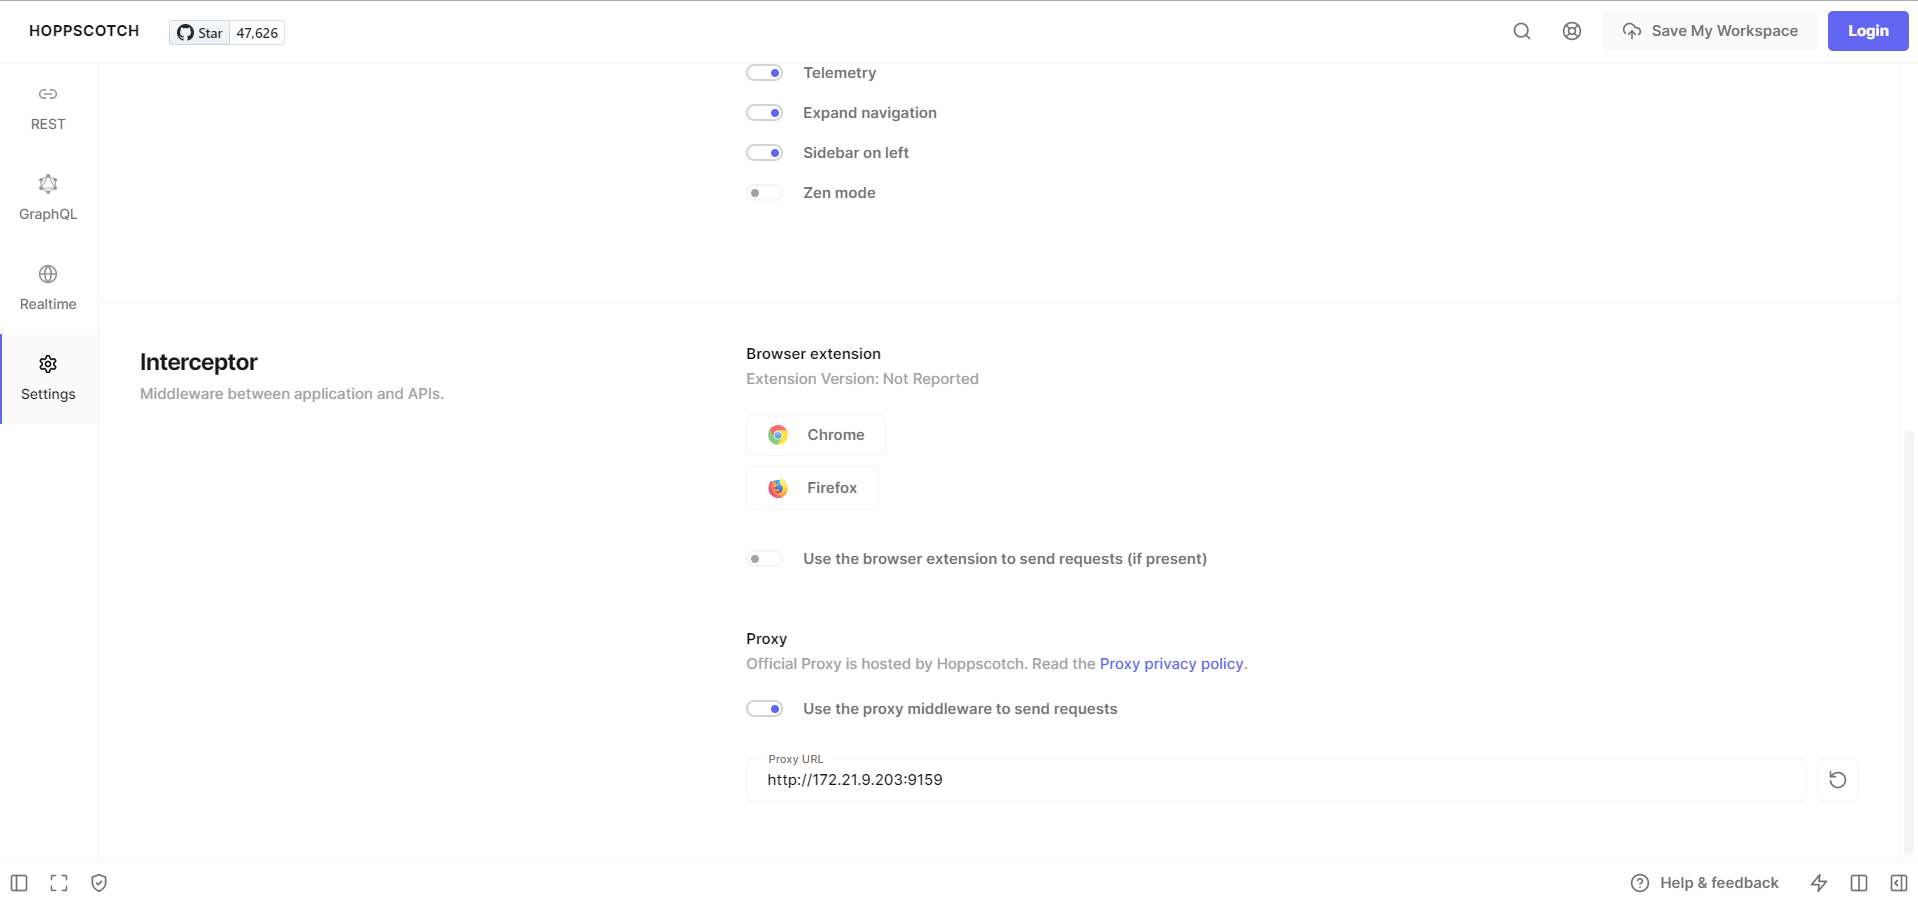 HOPPSCOTCH
Star 47,626
Save My Workspace
Login
REST
GraphQL
Realtime
Settings
Telemetry
Expand navigation
Sidebar on left
Zen mode
Interceptor
Middleware between application and APIs.
Browser extension
Extension Version: Not Reported
Chrome
Firefox
Use the browser extension to send requests (if present)
Proxy
Official Proxy is hosted by Hoppscotch. Read the Proxy privacy policy.
Use the proxy middleware to send requests
Proxy URL
http://172.21.9.203:9159
Help & feedback